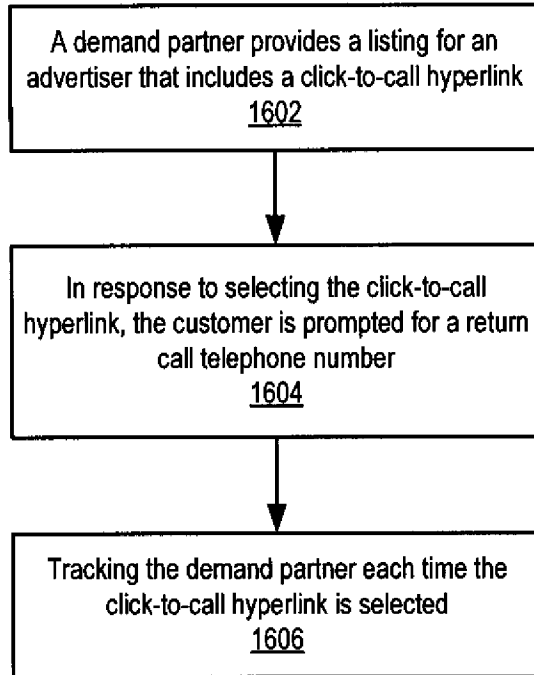 A demand partner provides a listing for an
advertiser that includes a click-to-call hyperlink
1602
In response to selecting the click-to-call
hyperlink, the customer is prompted for a return
call telephone number
1604
Tracking the demand partner each time the
click-to-call hyperlink is selected
1606